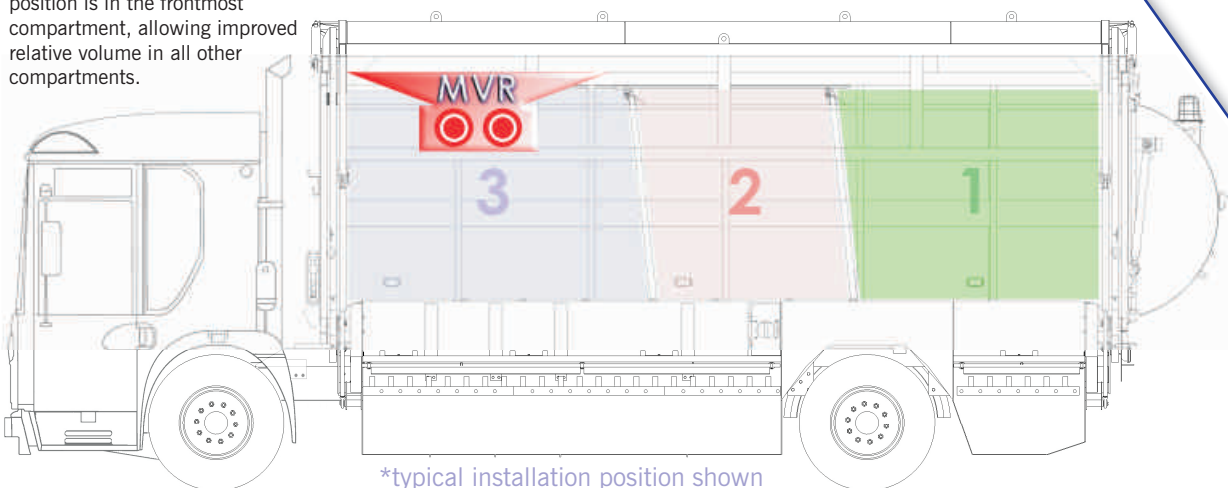 position is in the frontmost
compartment, allowing improved
relative volume in all other
compartments.
MVR
3
2
1
*typical installation position shown